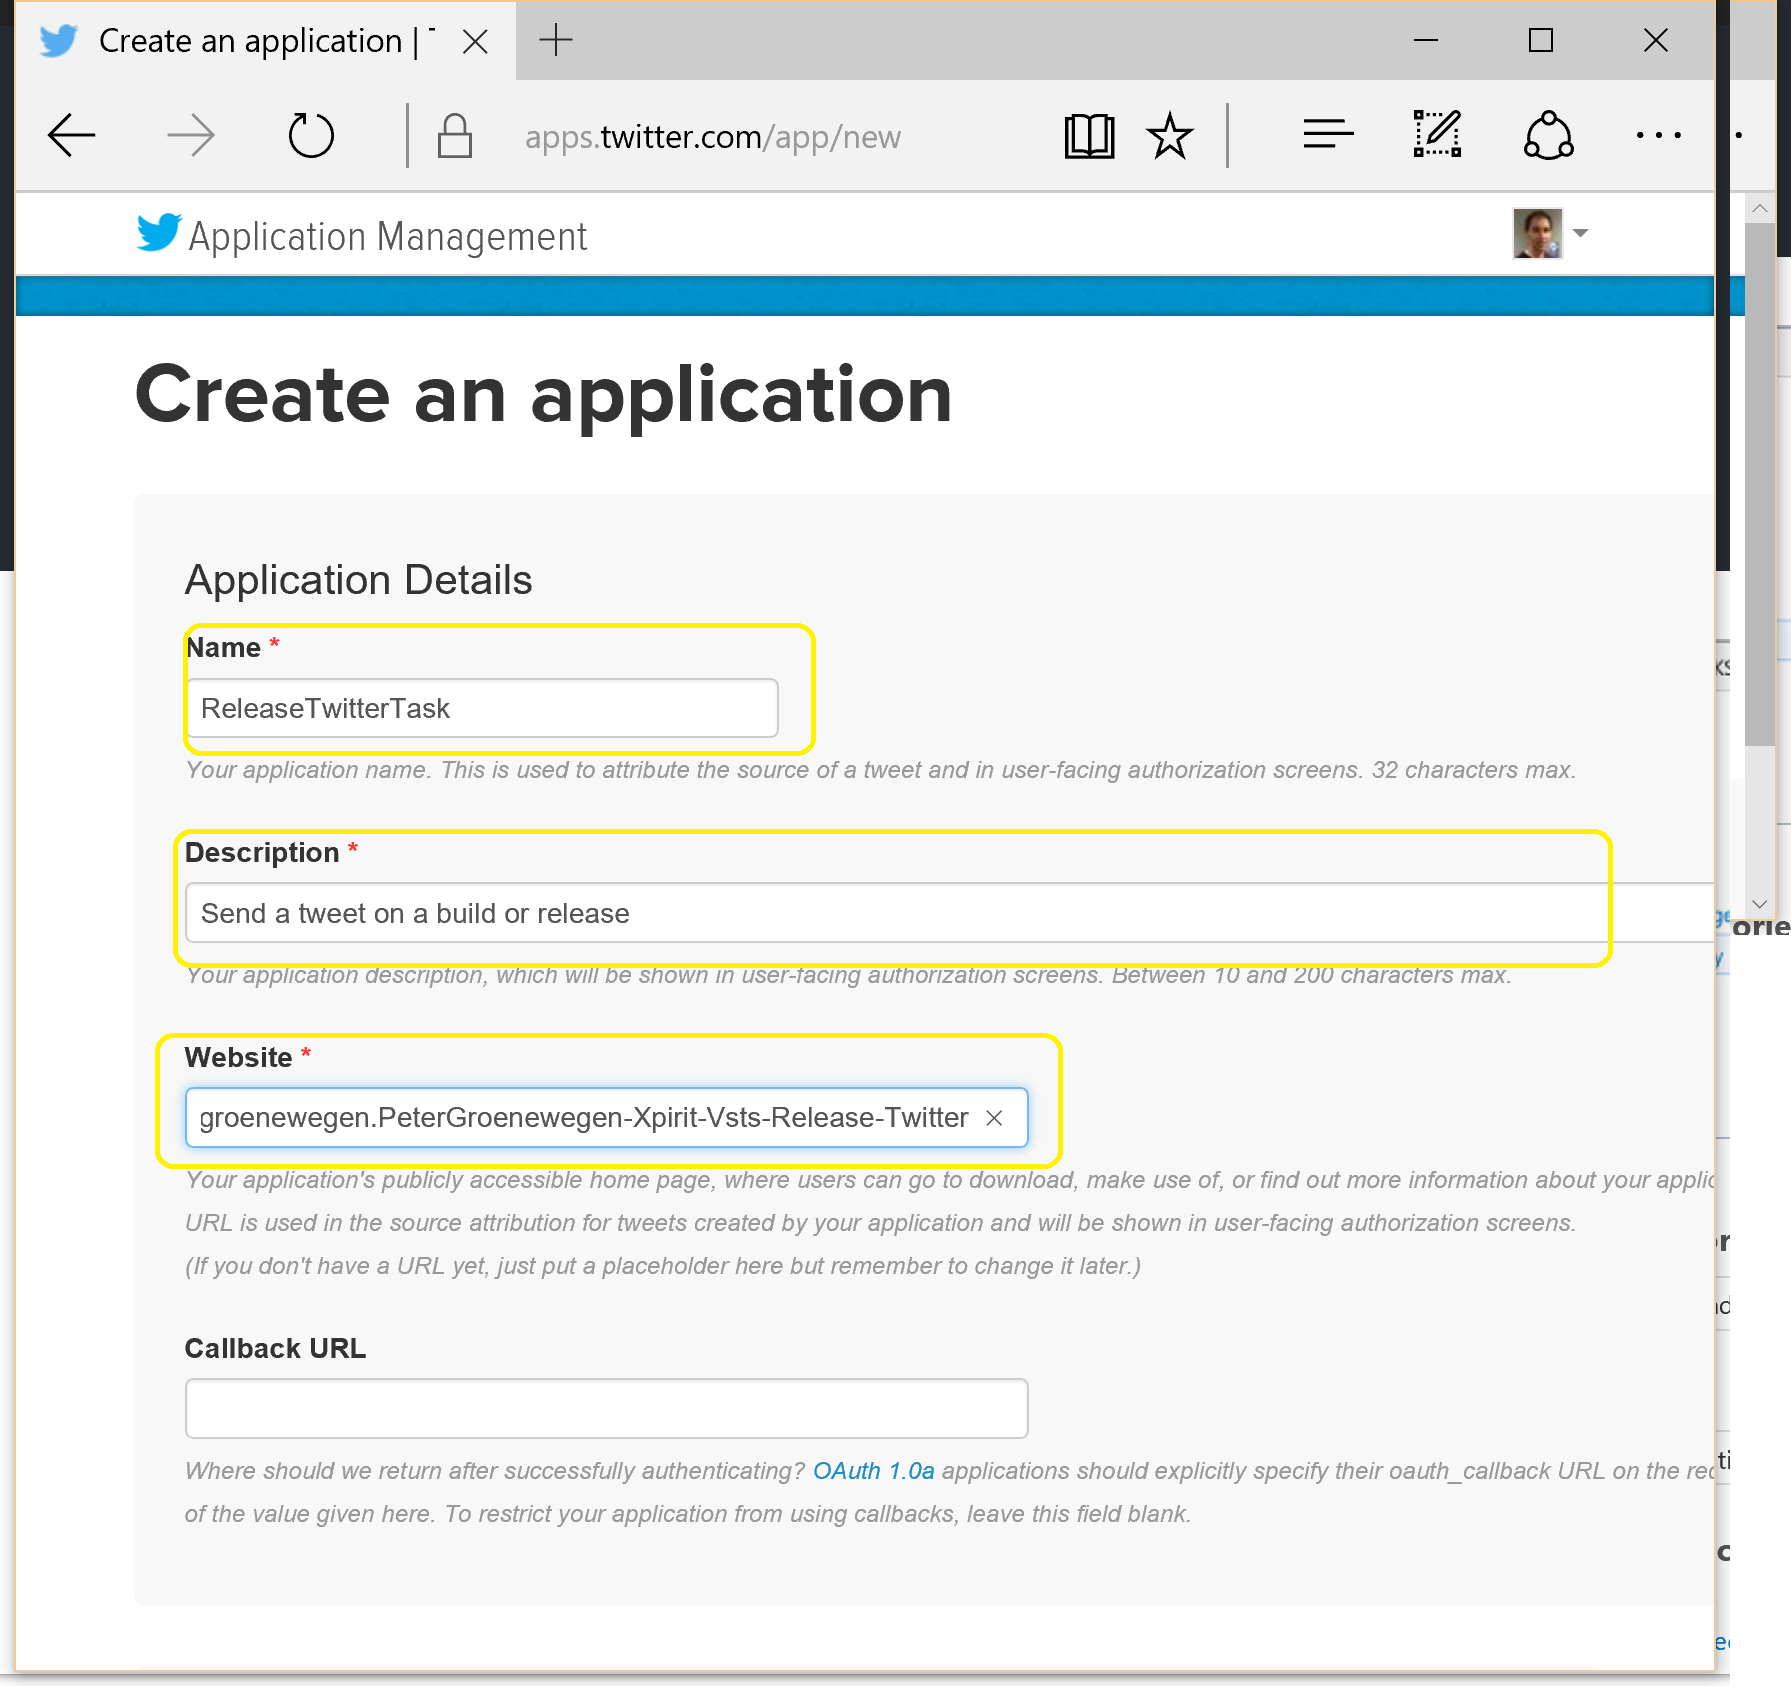 Create an application |
apps.twitter.com/app/new
Application Management
Create an application
Application Details
Name *
ReleaseTwitterTask
Your application name. This is used to attribute the source of a tweet and in user-facing authorization screens. 32 characters max.
Description *
Send a tweet on a build or release
Your application description, which will be shown in user-facing authorization screens. Between 10 and 200 characters max.
Website *
groenewegen.PeterGroenewegen-Xpirit-Vsts-Release-Twitter
Your application's publicly accessible home page, where users can go to download, make use of, or find out more information about your applic
URL is used in the source attribution for tweets created by your application and will be shown in user-facing authorization screens.
(If you don't have a URL yet, just put a placeholder here but remember to change it later.)
Callback URL
Where should we return after successfully authenticating? OAuth 1.0a applications should explicitly specify their oauth_callback URL on the
of the value given here. To restrict your application from using callbacks, leave this field blank.